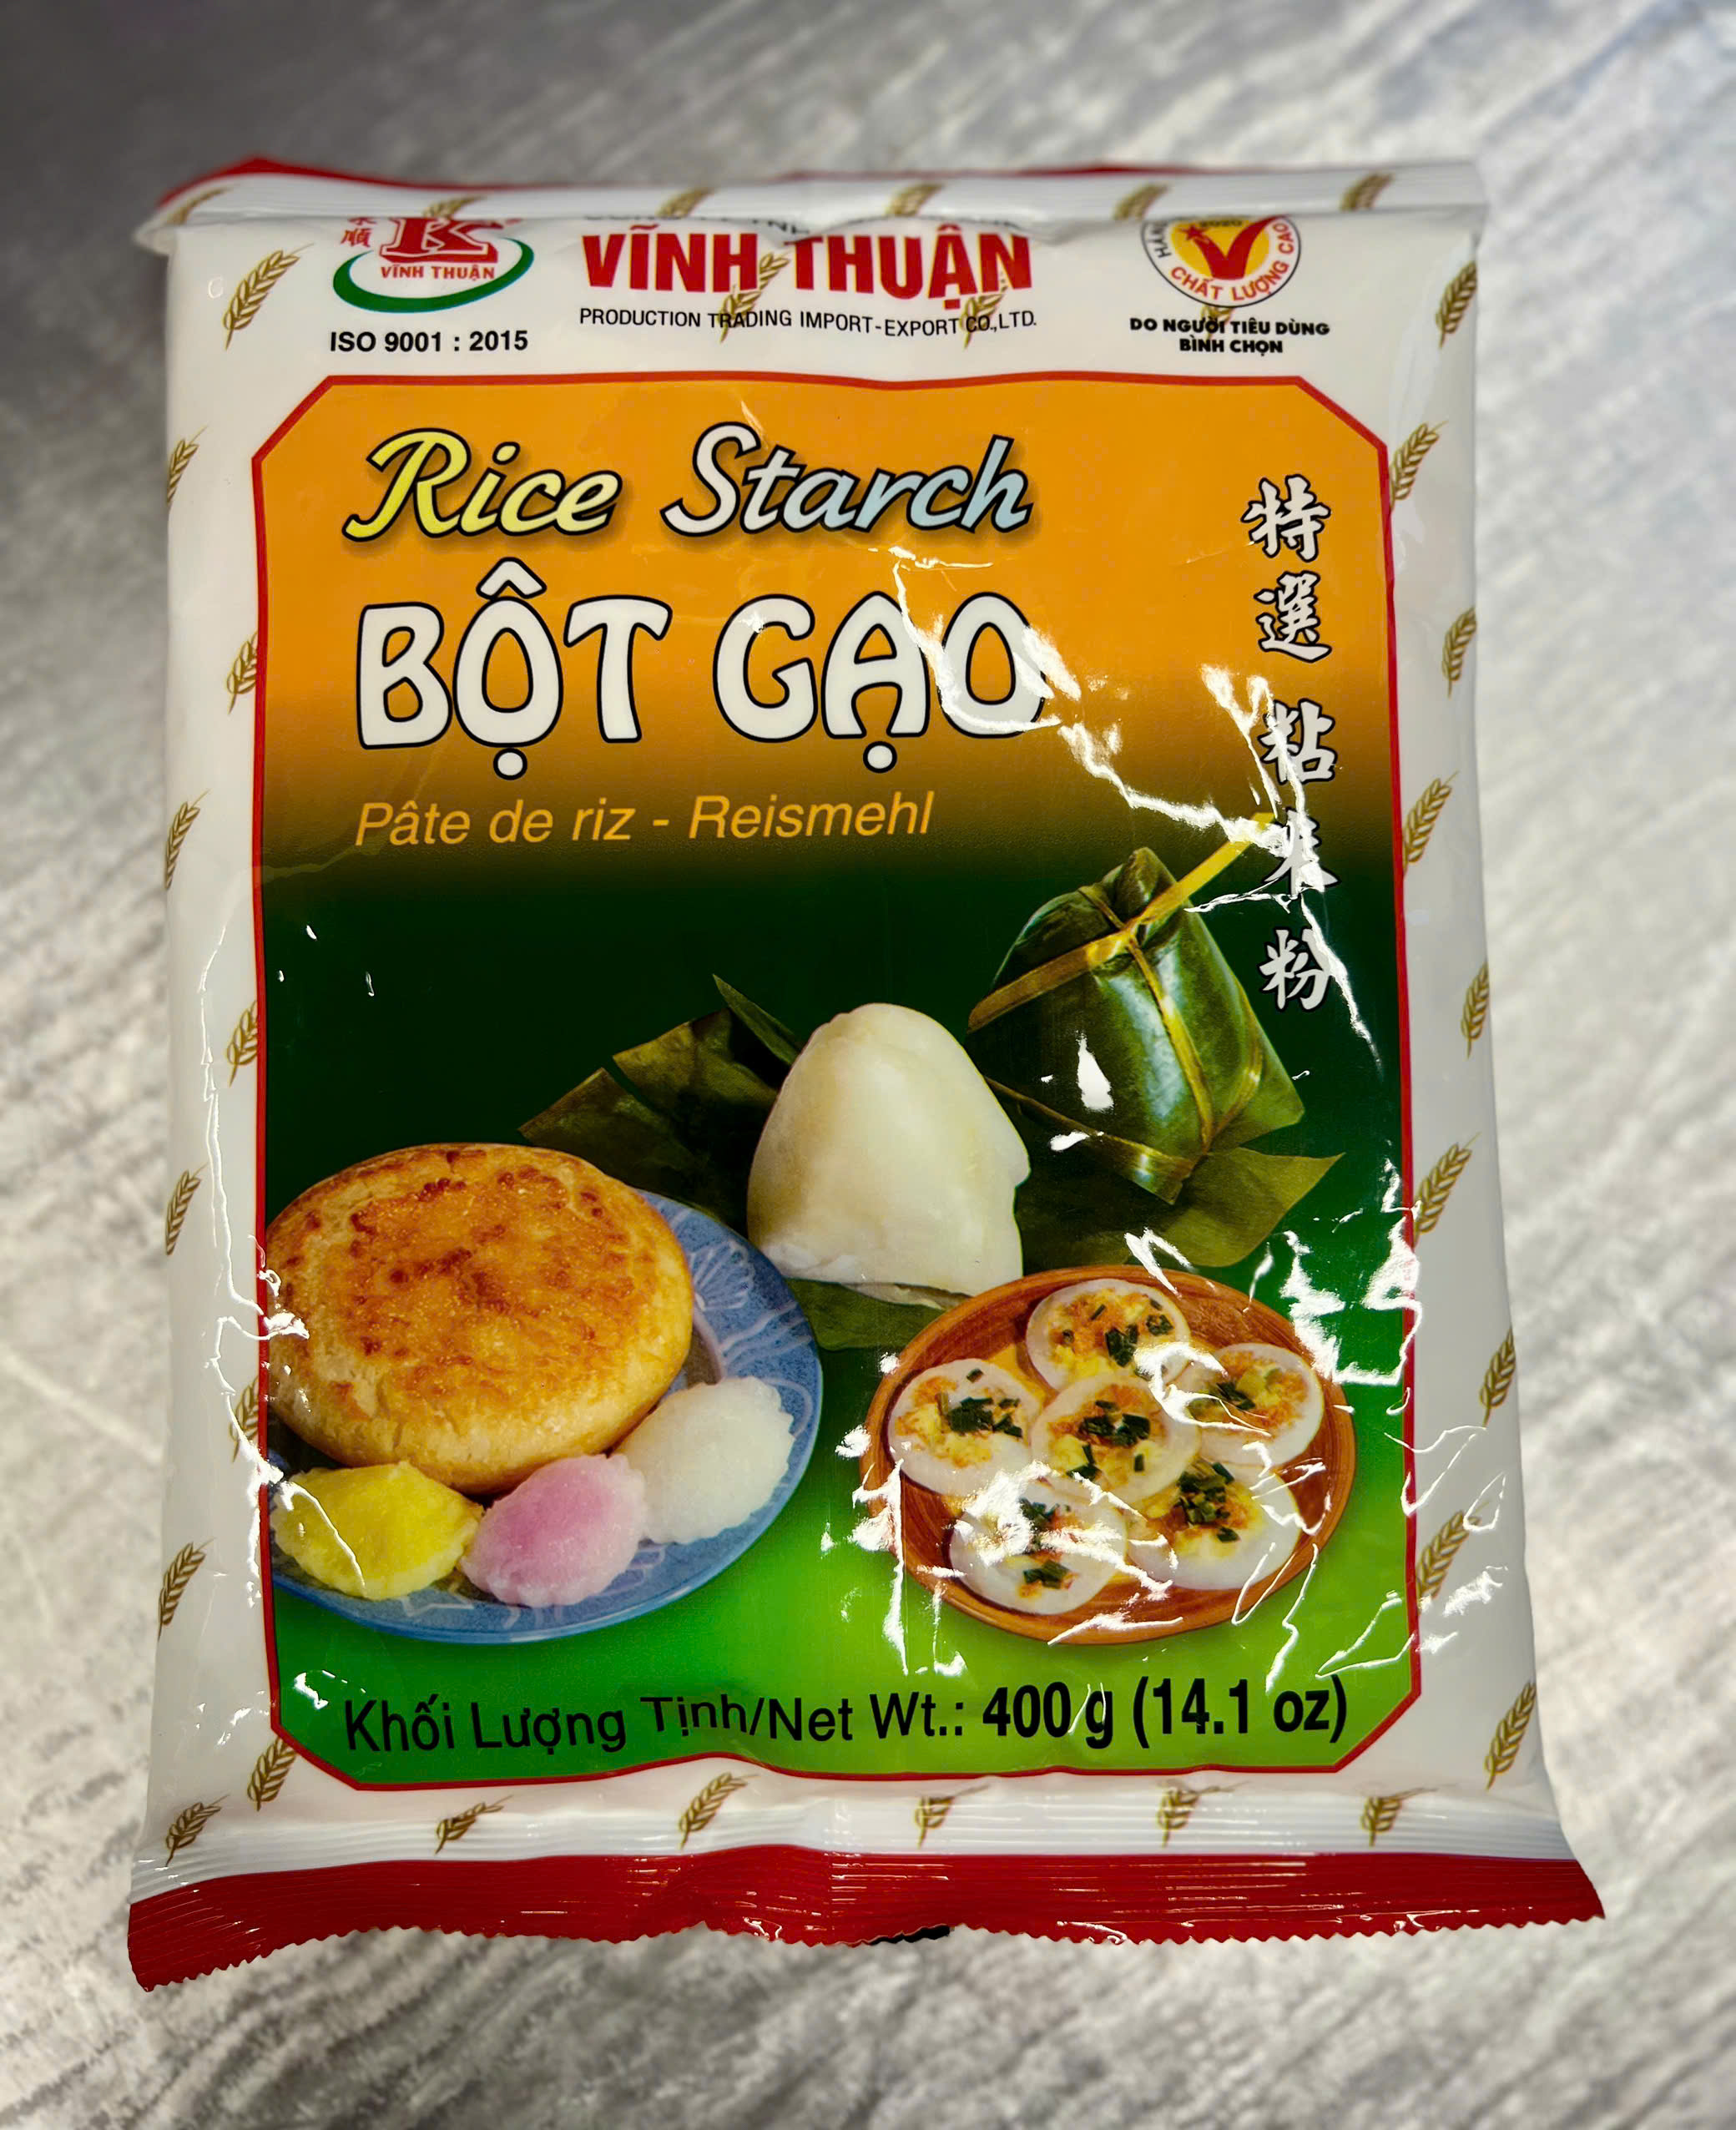 順
K
VĨNH THUẬN
ISO 9001 : 2015
VĨNH THUẬN
PRODUCTION TRADING IMPORT-EXPORT CO.,LTD.
CHẤT LƯỢNG CAO
DO NGƯỜI TIÊU DÙNG
BÌNH CHỌN
Rice Starch
BỘT GẠO
Pâte de riz - Reismehl
特選粘米粉
Khối Lượng Tịnh/Net Wt.: 400 g (14.1 oz)